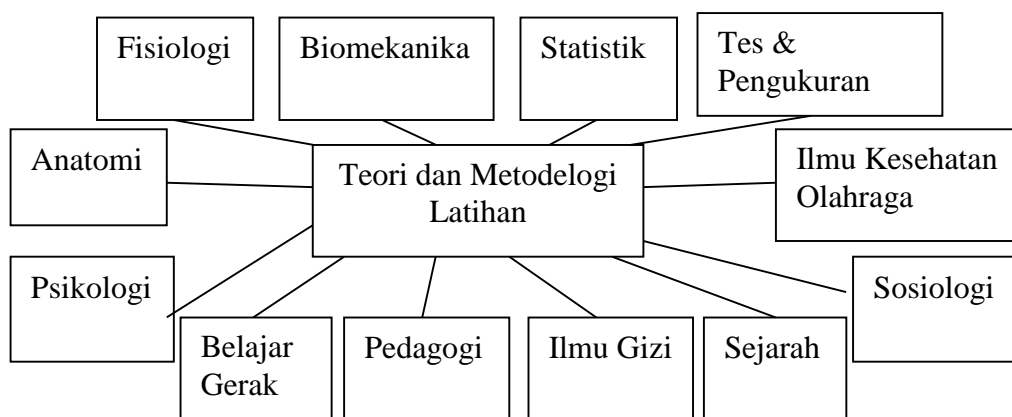 Fisiologi
Biomekanika
Statistik
Tes &
Pengukuran
Anatomi
Teori dan Metodelogi
Latihan
Ilmu Kesehatan
Olahraga
Psikologi
Sosiologi
Belajar
Gerak
Pedagogi
Ilmu Gizi
Sejarah